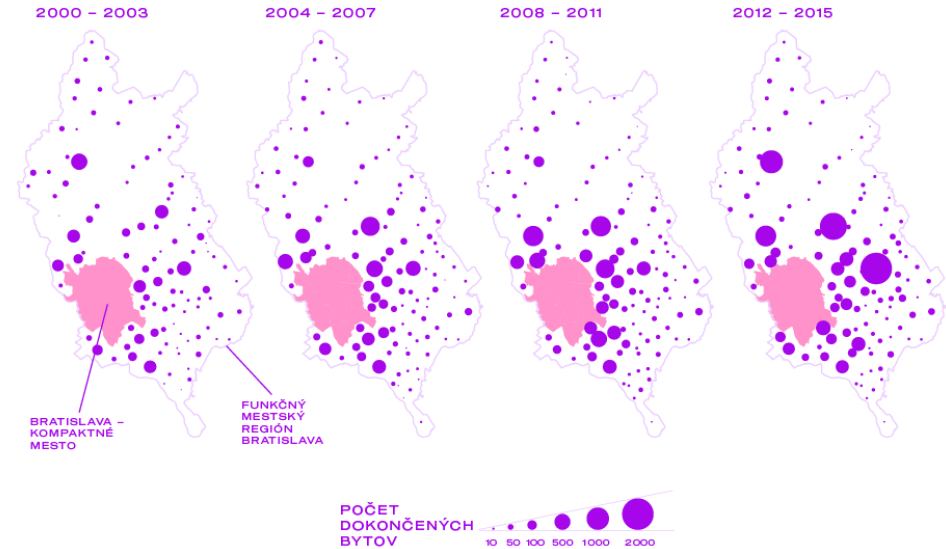 2000 – 2003
2004 – 2007
2008 – 2011
2012 – 2015
BRATISLAVA –
KOMPAKTNÉ
MESTO
FUNKČNÝ
MESTSKÝ
REGIÓN
BRATISLAVA
POČET
DOKONČENÝCH
BYTOV
10 50 100 500 1000 2000